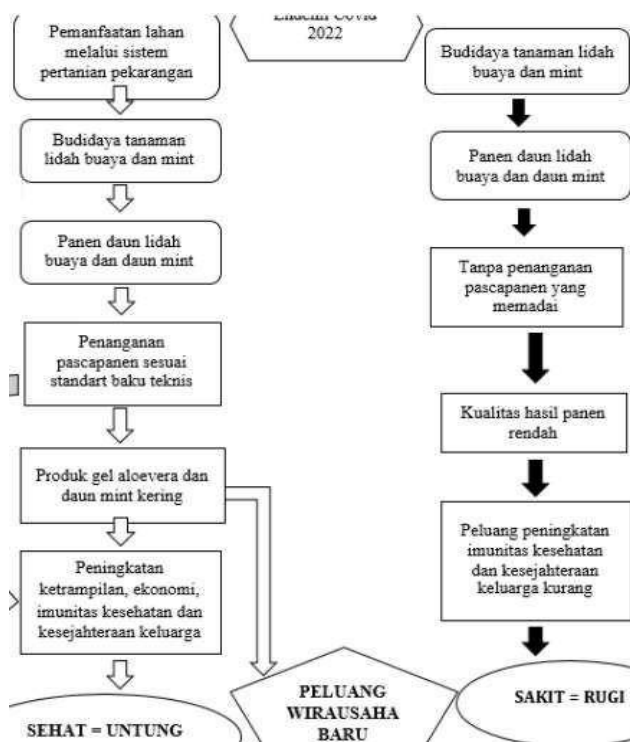 Pemanfaatan lahan
melalui sistem
pertanian pekarangan
Budidaya tanaman
lidah buaya dan mint
Panen daun lidah
buaya dan daun mint
Penanganan
pascapanen sesuai
standart baku teknis
Produk gel aloevera dan
daun mint kering
Peningkatan
ketrampilan, ekonomi,
imunitas kesehatan dan
kesejahteraan keluarga
SEHAT = UNTUNG
Covid
2022
PELUANG
WIRAUSAHA
BARU
Budidaya tanaman lidah
buaya dan mint
Panen daun lidah
buaya dan daun mint
Tanpa penanganan
pascapanen yang
memadai
Kualitas hasil panen
rendah
Peluang peningkatan
imunitas kesehatan
dan kesejahteraan
keluarga kurang
SAKIT = RUGI